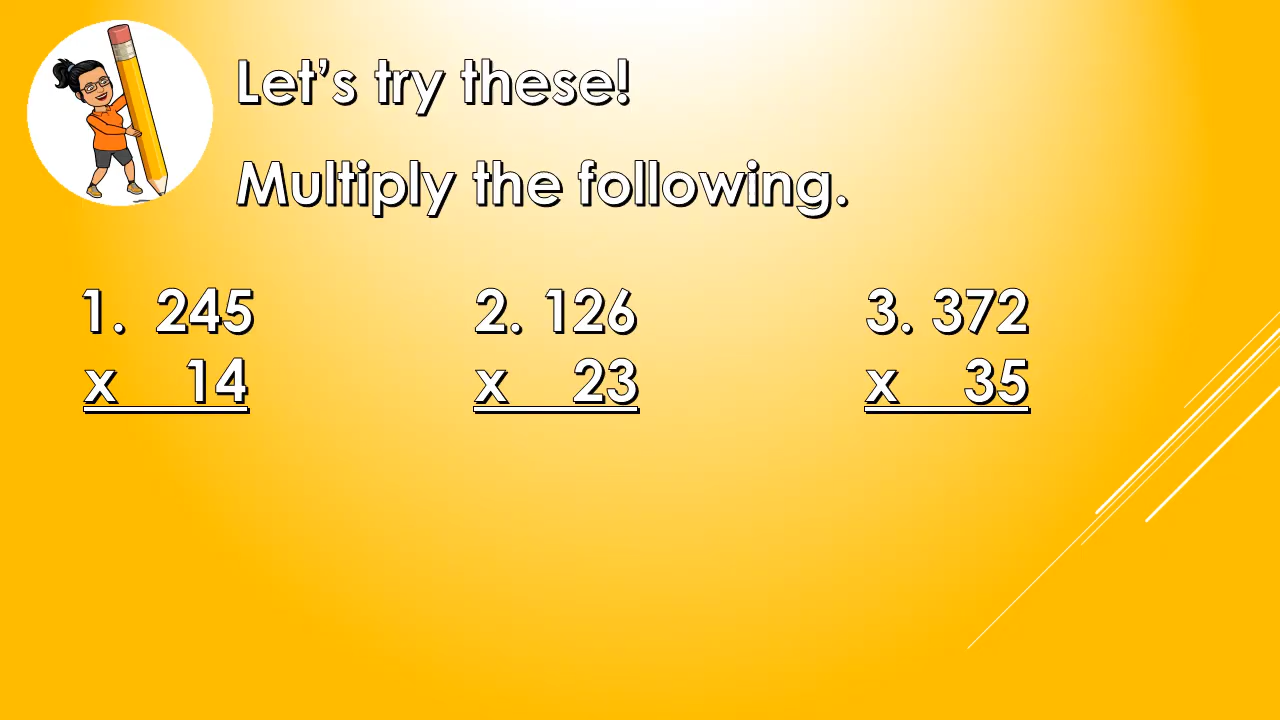 Let's try these!
Multiply the following.
1. 245 2. 126 3. 372
x 14 x 23 x 35